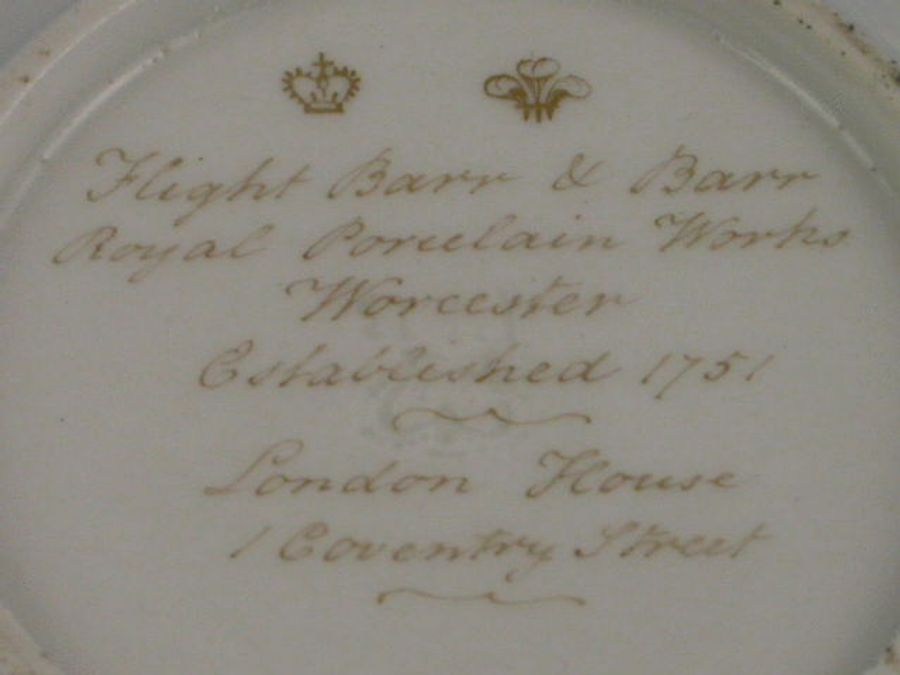 Flight Barr & Barr
Royal Porcelain Works
Worcester
Established 1751
London House
1 Coventry Street